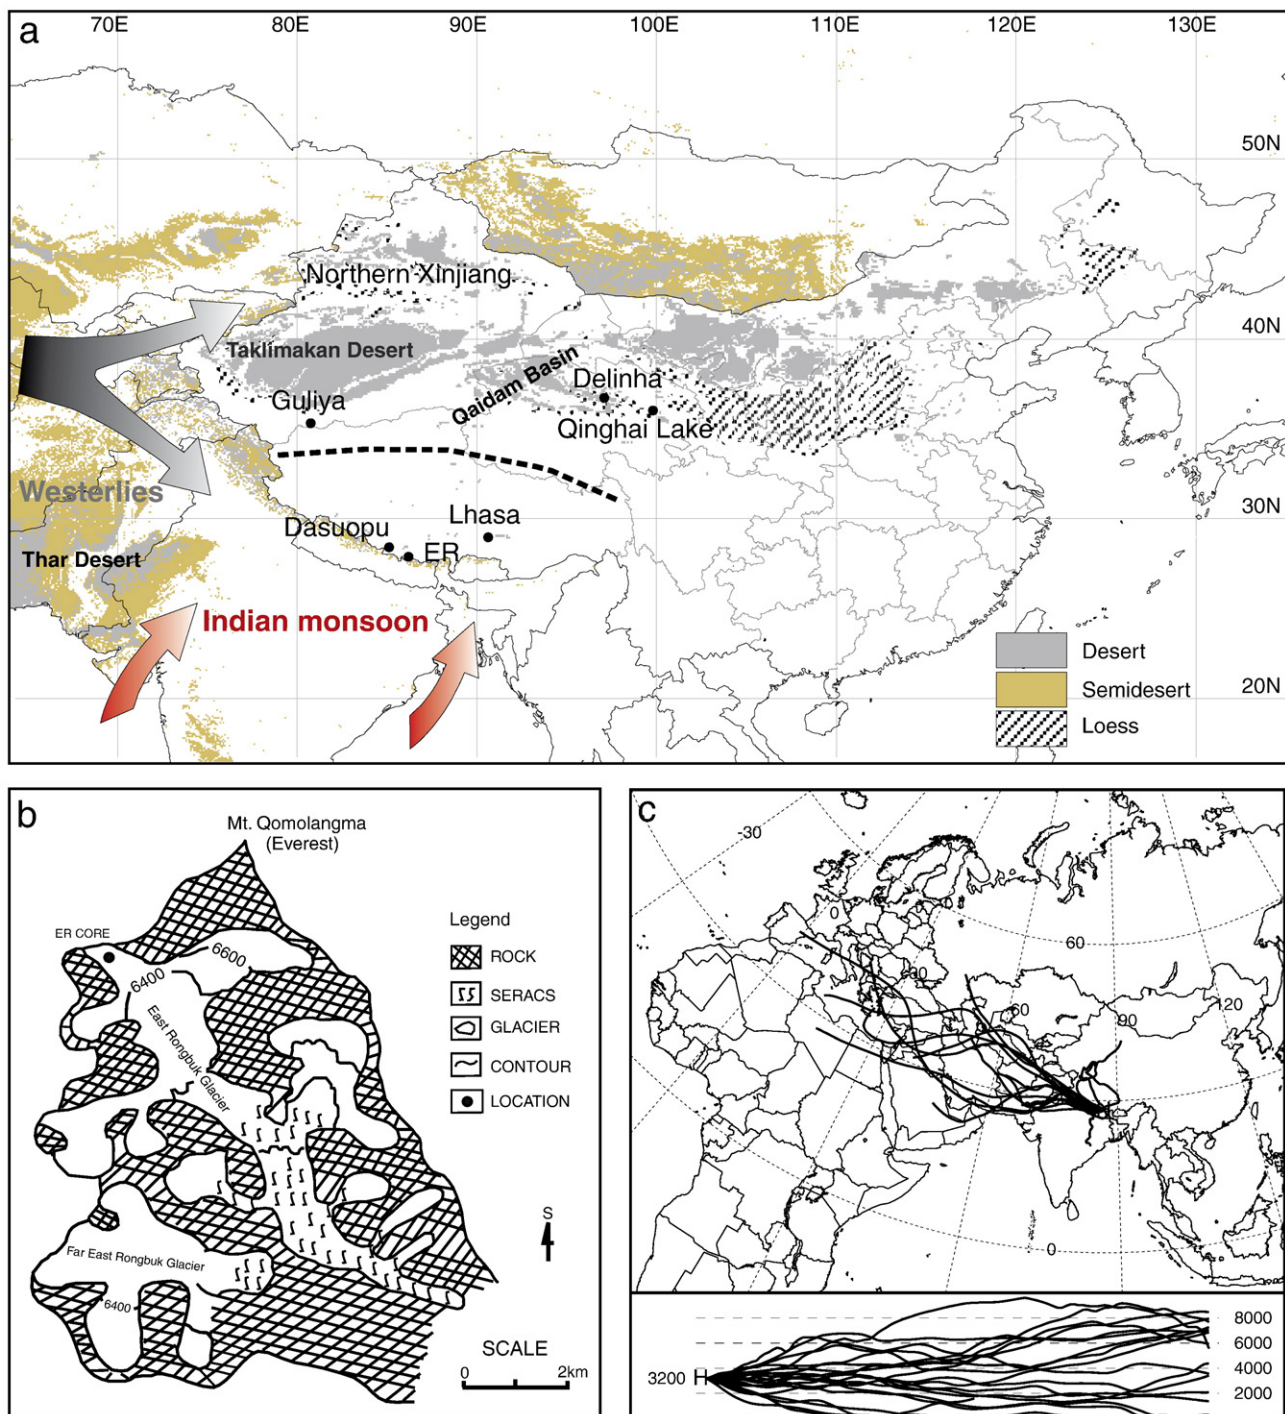 a
70E 80E 90E 100E 110E 120E 130E
50N
Northern Xinjiang
40N
Taklimakan Desert
Qaidam Basin
Delinha
Guliya
Qinghai Lake
Westerlies
30N
Lhasa
Dasuopu
ER
Thar Desert
Indian monsoon
Desert
Semidesert
20N
Loess
b
Mt. Qomolangma
(Everest)
Legend
ER CORE
6600
ROCK
6400
SERACS
East Rongbuk Glacier
GLACIER
CONTOUR
LOCATION
S
Far East Rongbuk Glacier
6400
SCALE
0 2km
c
-30
0
60
30
60
90
120
0
8000
6000
3200 H
4000
2000